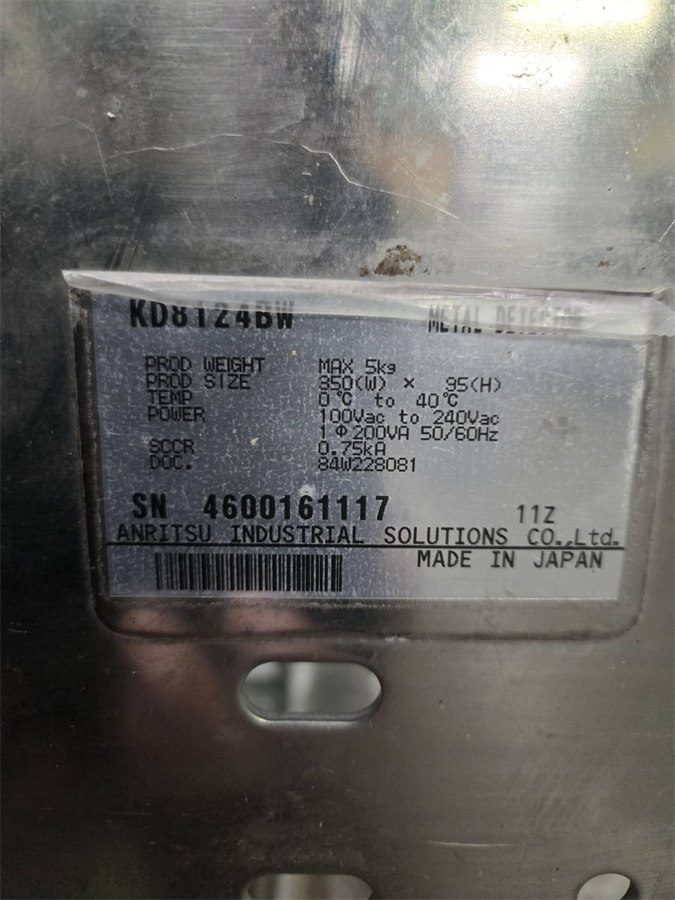 KD8124BW METAL DETECTOR
PROD WEIGHT MAX 5kg
PROD SIZE 350(W) × 95(H)
TEMP 0℃ to 40℃
POWER 100Vac to 240Vac
1Φ200VA 50/60Hz
SCCR 0.75kA
DOC. 84W228081
SN 4600161117 11Z
ANRITSU INDUSTRIAL SOLUTIONS CO.,Ltd.
MADE IN JAPAN